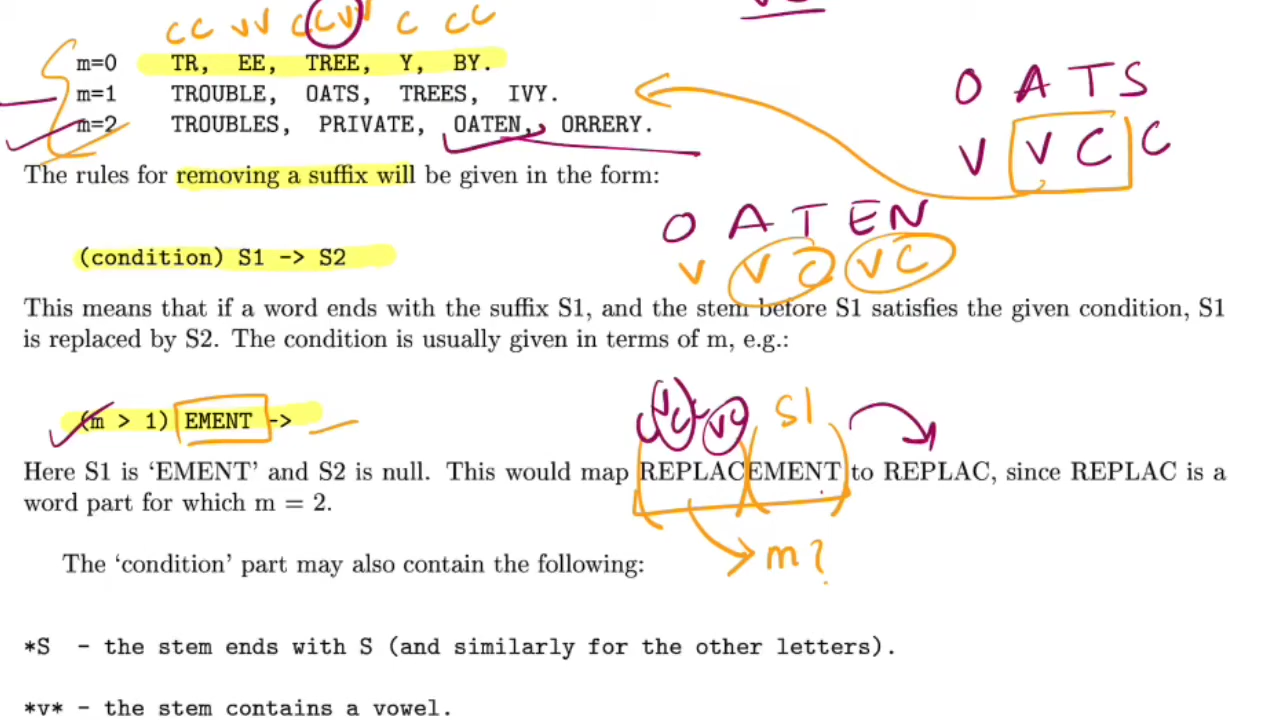 CC VV CCVV C CC
m=0 TR, EE, TREE, Y, BY.
m=1 TROUBLE, OATS, TREES, IVY.
m=2 TROUBLES, PRIVATE, OATEN, ORRERY.
O A T S
V V C C
The rules for removing a suffix will be given in the form:
O A T E N
V V C V C
(condition) S1 -> S2
This means that if a word ends with the suffix S1, and the stem before S1 satisfies the given condition, S1
is replaced by S2. The condition is usually given in terms of m, e.g.:
VC VC S1
(m > 1) EMENT ->
Here S1 is ‘EMENT’ and S2 is null. This would map REPLACEMENT to REPLAC, since REPLAC is a
word part for which m = 2.
m?
The ‘condition’ part may also contain the following:
*S - the stem ends with S (and similarly for the other letters).
*v* - the stem contains a vowel.